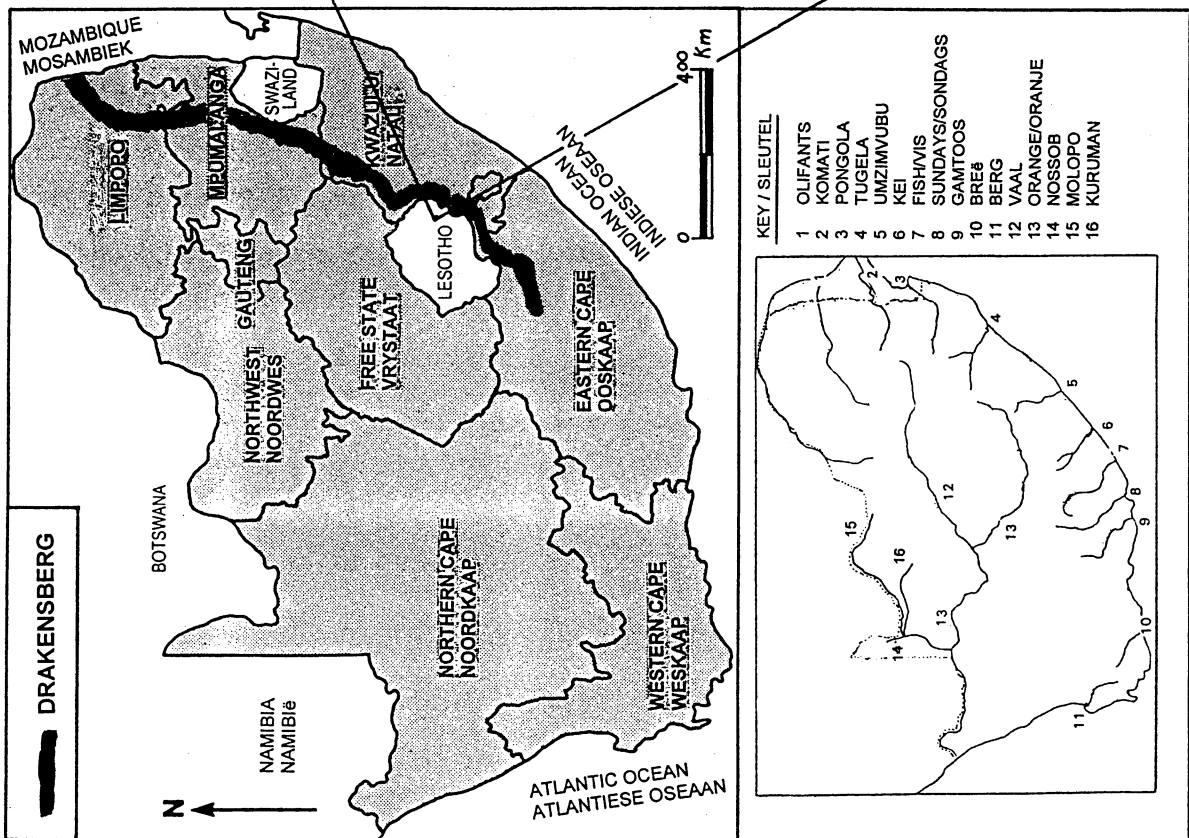 DRAKENSBERG
N
NAMIBIA
NAMIBIë
BOTSWANA
MOZAMBIQUE
MOSAMBIEK
LIMPOPO
MPUMALANGA
SWAZI-
LAND
GAUTENG
NORTHWEST
NOORDWES
KWAZULU
NATAL
FREE STATE
VRYSTAAT
LESOTHO
NORTHERN CAPE
NOORDKAAP
EASTERN CAPE
OOSKAAP
WESTERN CAPE
WESKAAP
ATLANTIC OCEAN
ATLANTIESE OSEAAN
INDIAN OCEAN
INDIESE OSEAAN
0 400
Km
KEY / SLEUTEL
1 OLIFANTS
2 KOMATI
3 PONGOLA
4 TUGELA
5 UMZIMVUBU
6 KEI
7 FISH/VIS
8 SUNDAYS/SONDAGS
9 GAMTOOS
10 BREë
11 BERG
12 VAAL
13 ORANGE/ORANJE
14 NOSSOB
15 MOLOPO
16 KURUMAN
2
3
15
4
16
12
14
13
13
5
6
7
8
9
11
10